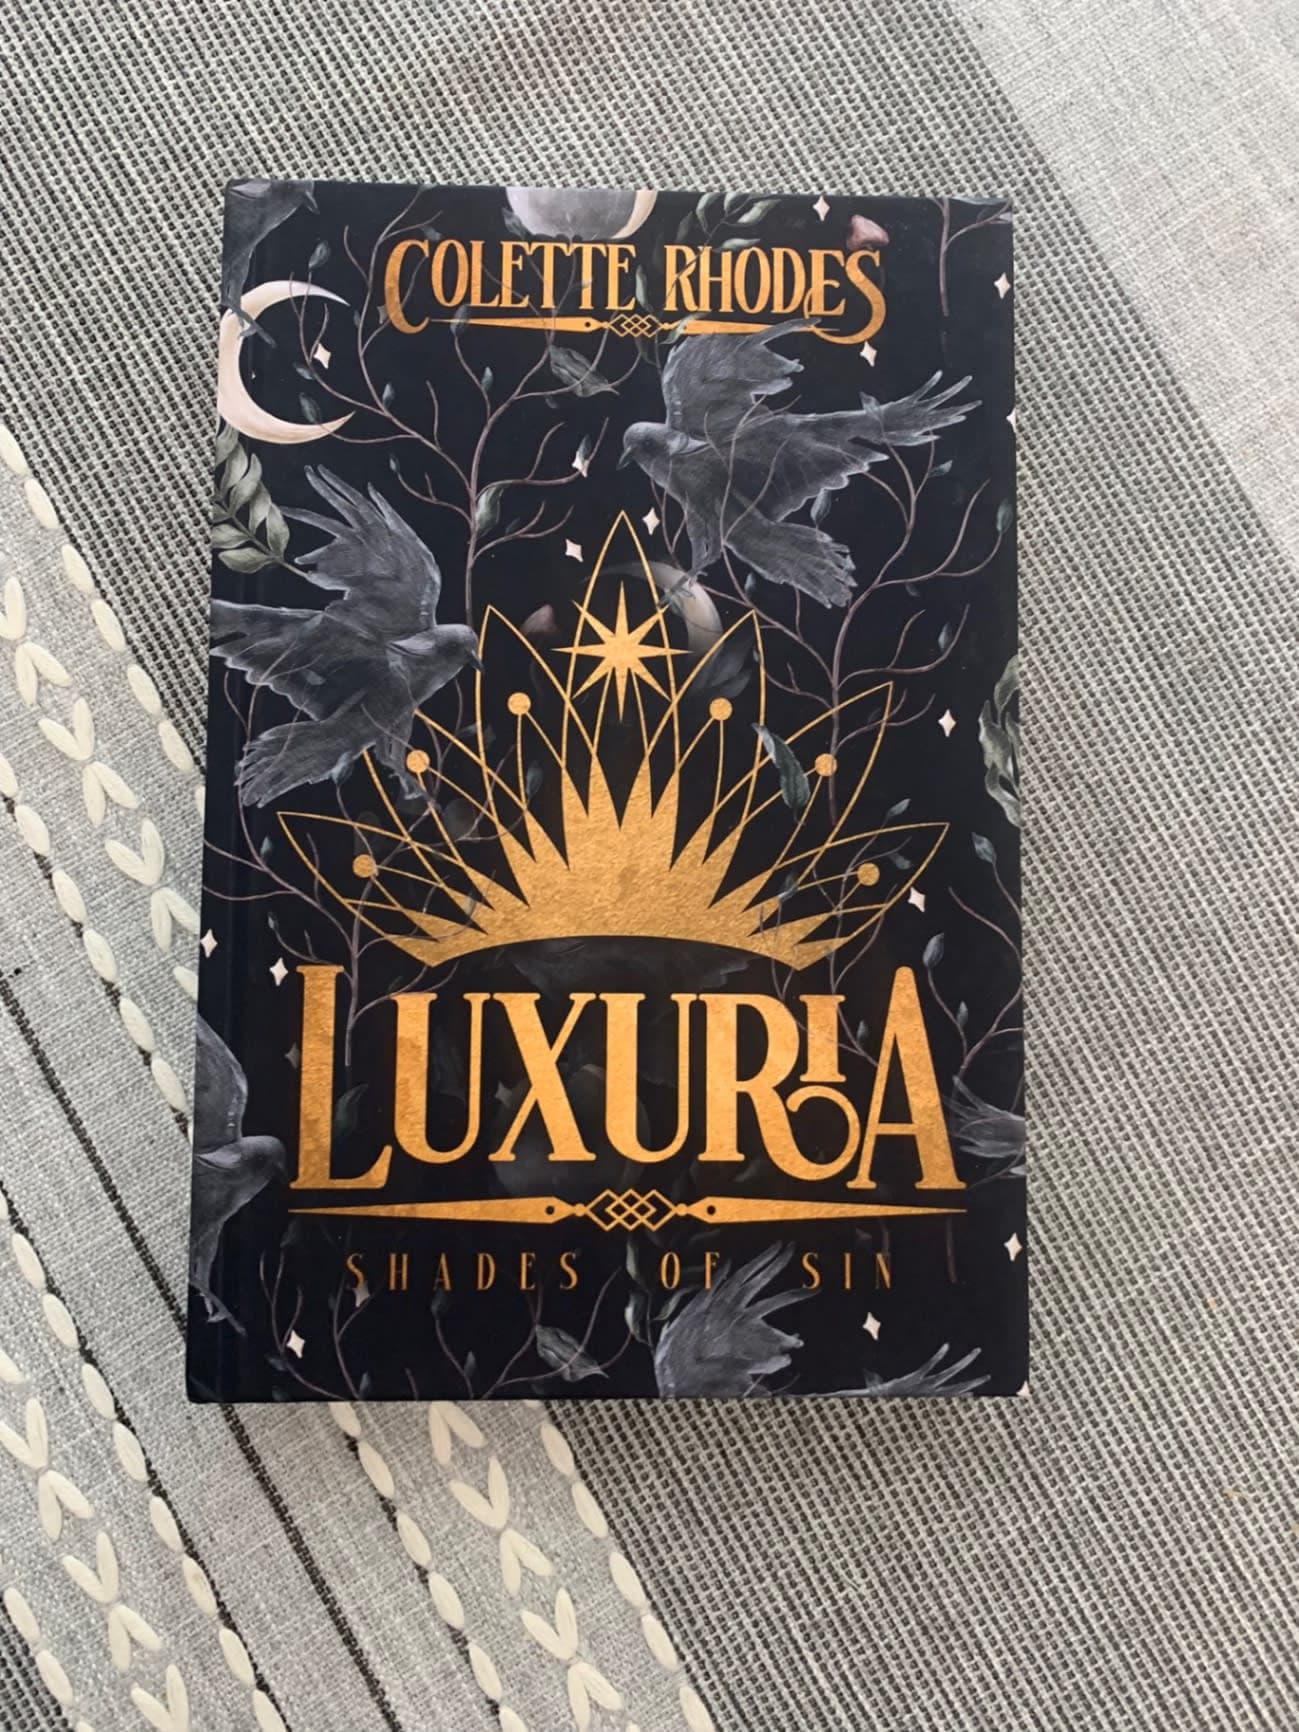 COLETTE RHODES
LUXURIA
SHADES OF SIN